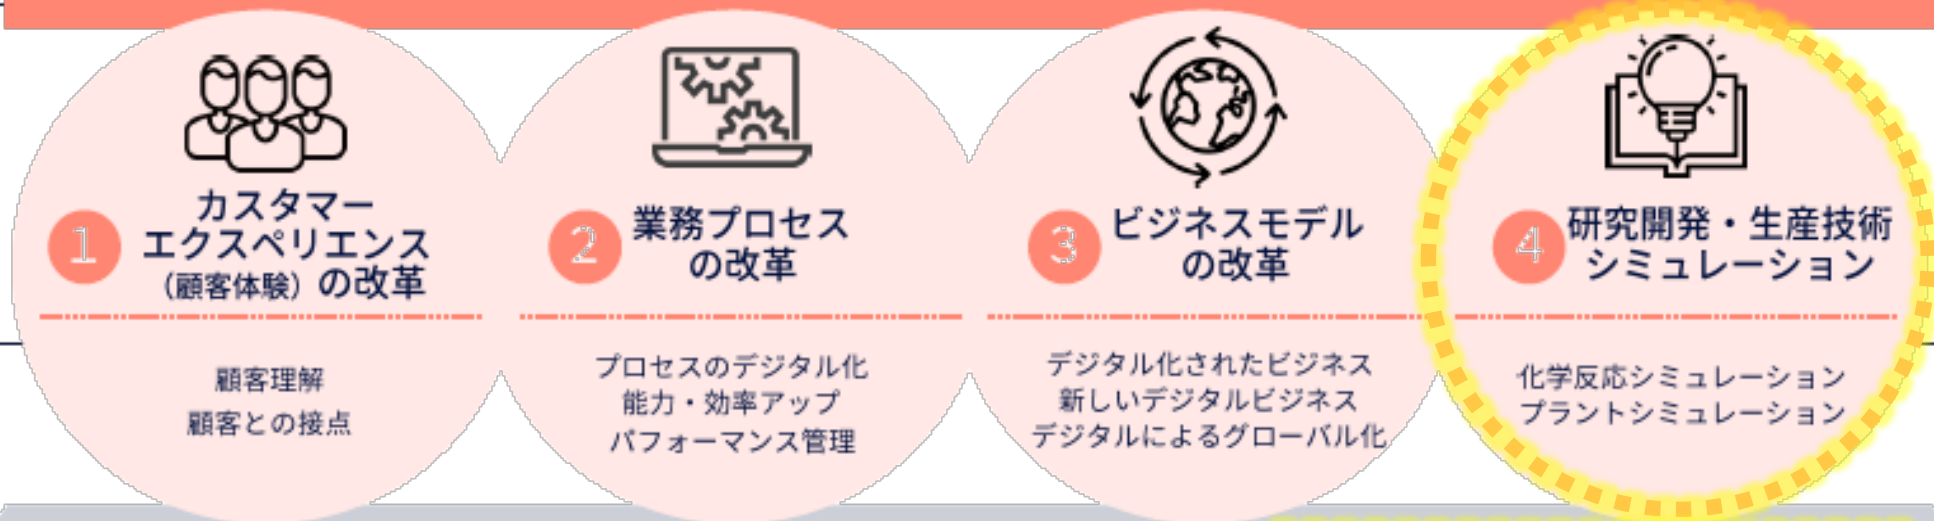 1
カスタマー
エクスペリエンス
（顧客体験）の改革
顧客理解
顧客との接点
2
業務プロセス
の改革
プロセスのデジタル化
能力・効率アップ
パフォーマンス管理
3
ビジネスモデル
の改革
デジタル化されたビジネス
新しいデジタルビジネス
デジタルによるグローバル化
4
研究開発・生産技術
シミュレーション
化学反応シミュレーション
プラントシミュレーション